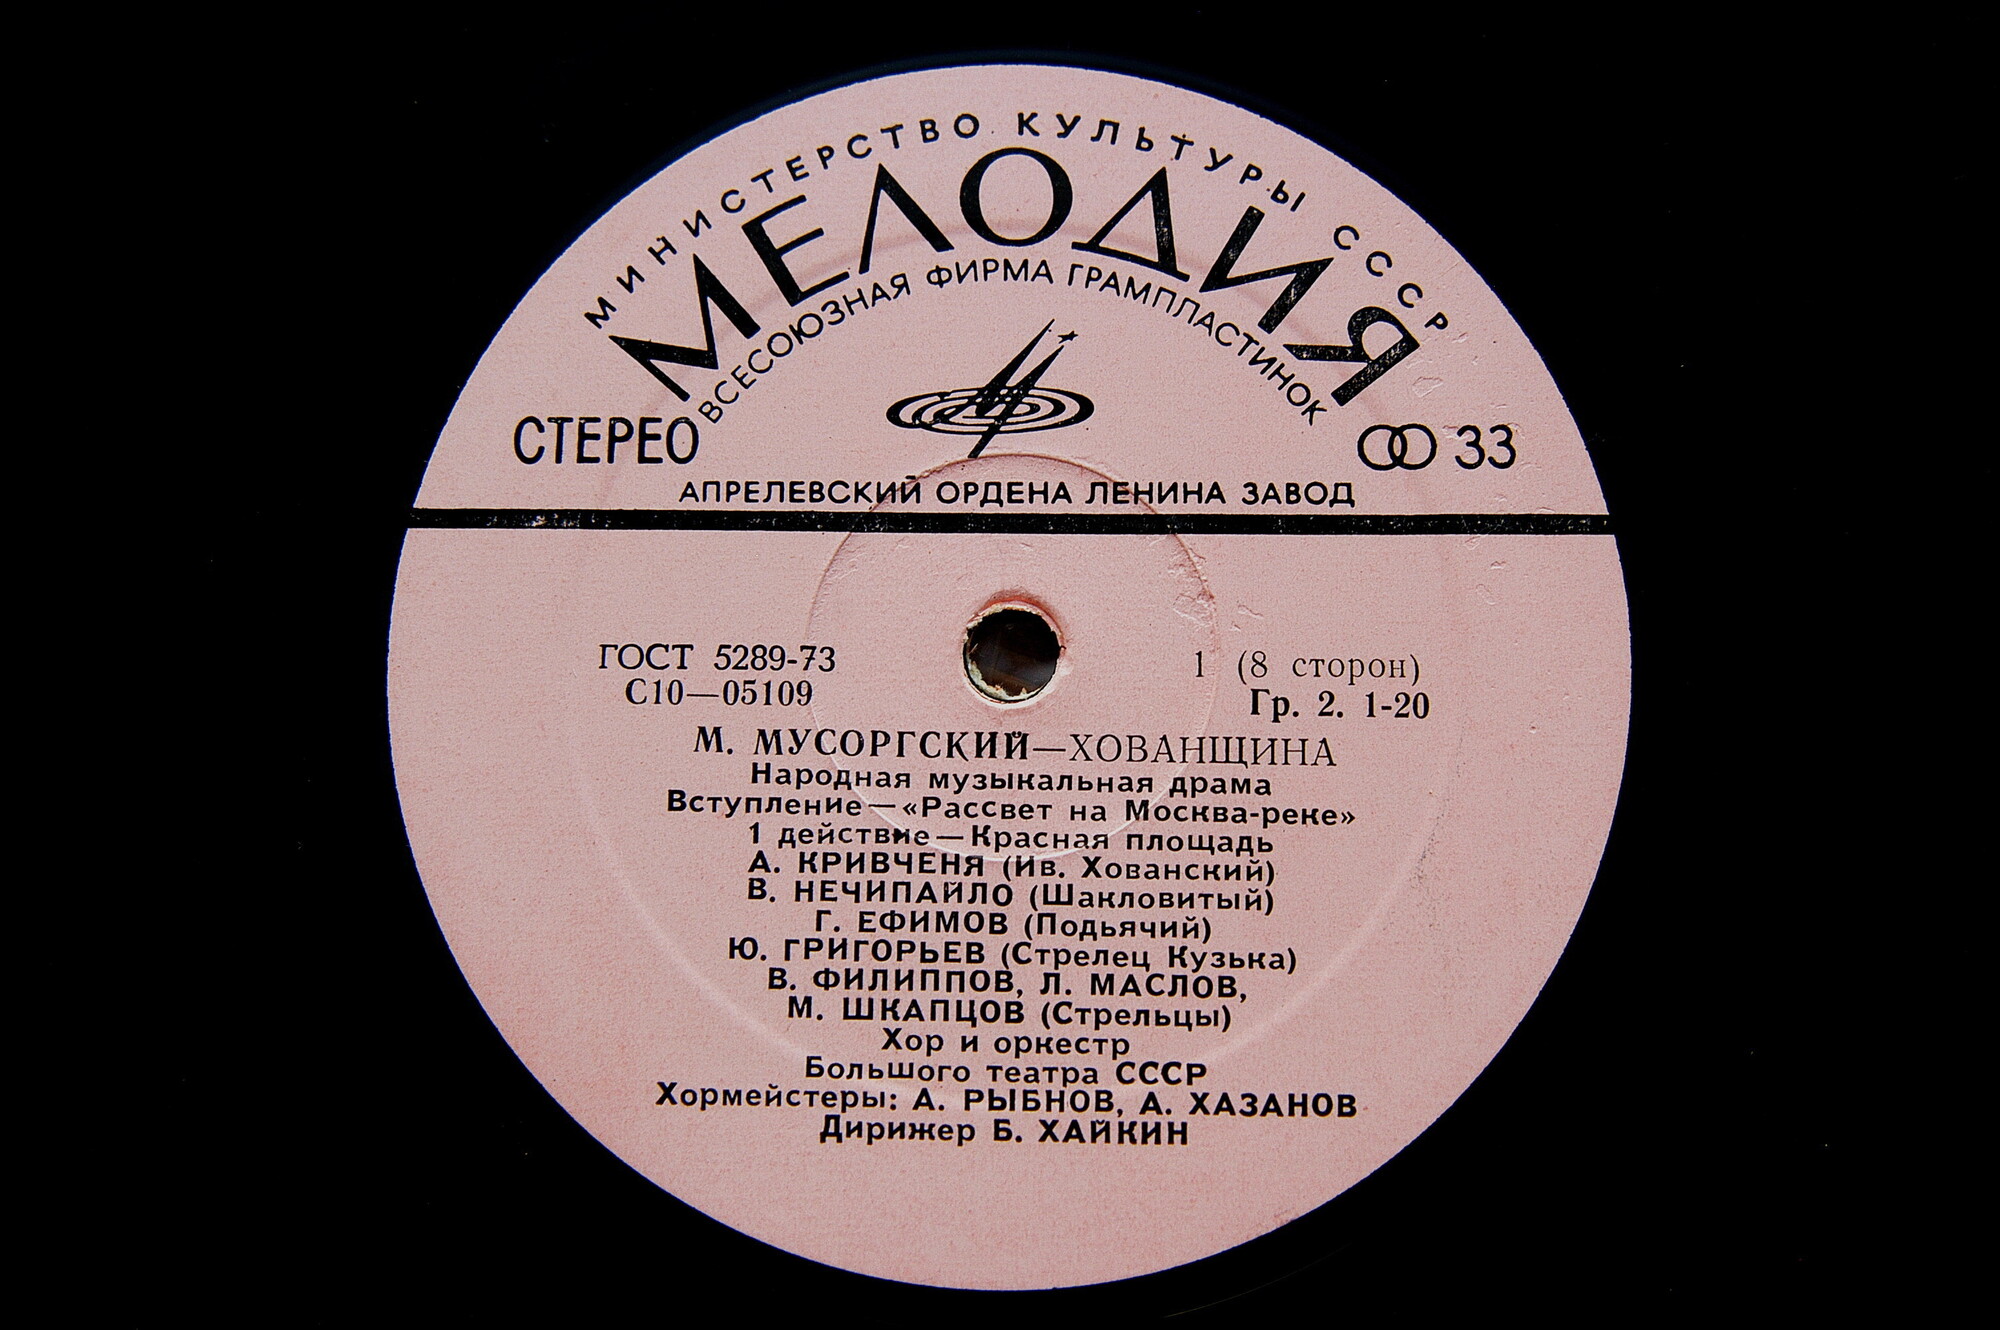 МИНИСТЕРСТВО КУЛЬТУРЫ СССР
МЕЛОДИЯ
ВСЕСОЮЗНАЯ ФИРМА ГРАМПЛАСТИНОК
СТЕРЕО
33
АПРЕЛЕВСКИЙ ОРДЕНА ЛЕНИНА ЗАВОД
ГОСТ 5289-73
С10—05109
1 (8 сторон)
Гр. 2. 1-20
М. МУСОРГСКИЙ—ХОВАНЩИНА
Народная музыкальная драма
Вступление—«Рассвет на Москва-реке»
1 действие—Красная площадь
А. КРИВЧЕНЯ (Ив. Хованский)
В. НЕЧИПАЙЛО (Шакловитый)
Г. ЕФИМОВ (Подьячий)
Ю. ГРИГОРЬЕВ (Стрелец Кузька)
В. ФИЛИППОВ, Л. МАСЛОВ,
М. ШКАПЦОВ (Стрельцы)
Хор и оркестр
Большого театра СССР
Хормейстеры: А. РЫБНОВ, А. ХАЗАНОВ
Дирижер Б. ХАЙКИН